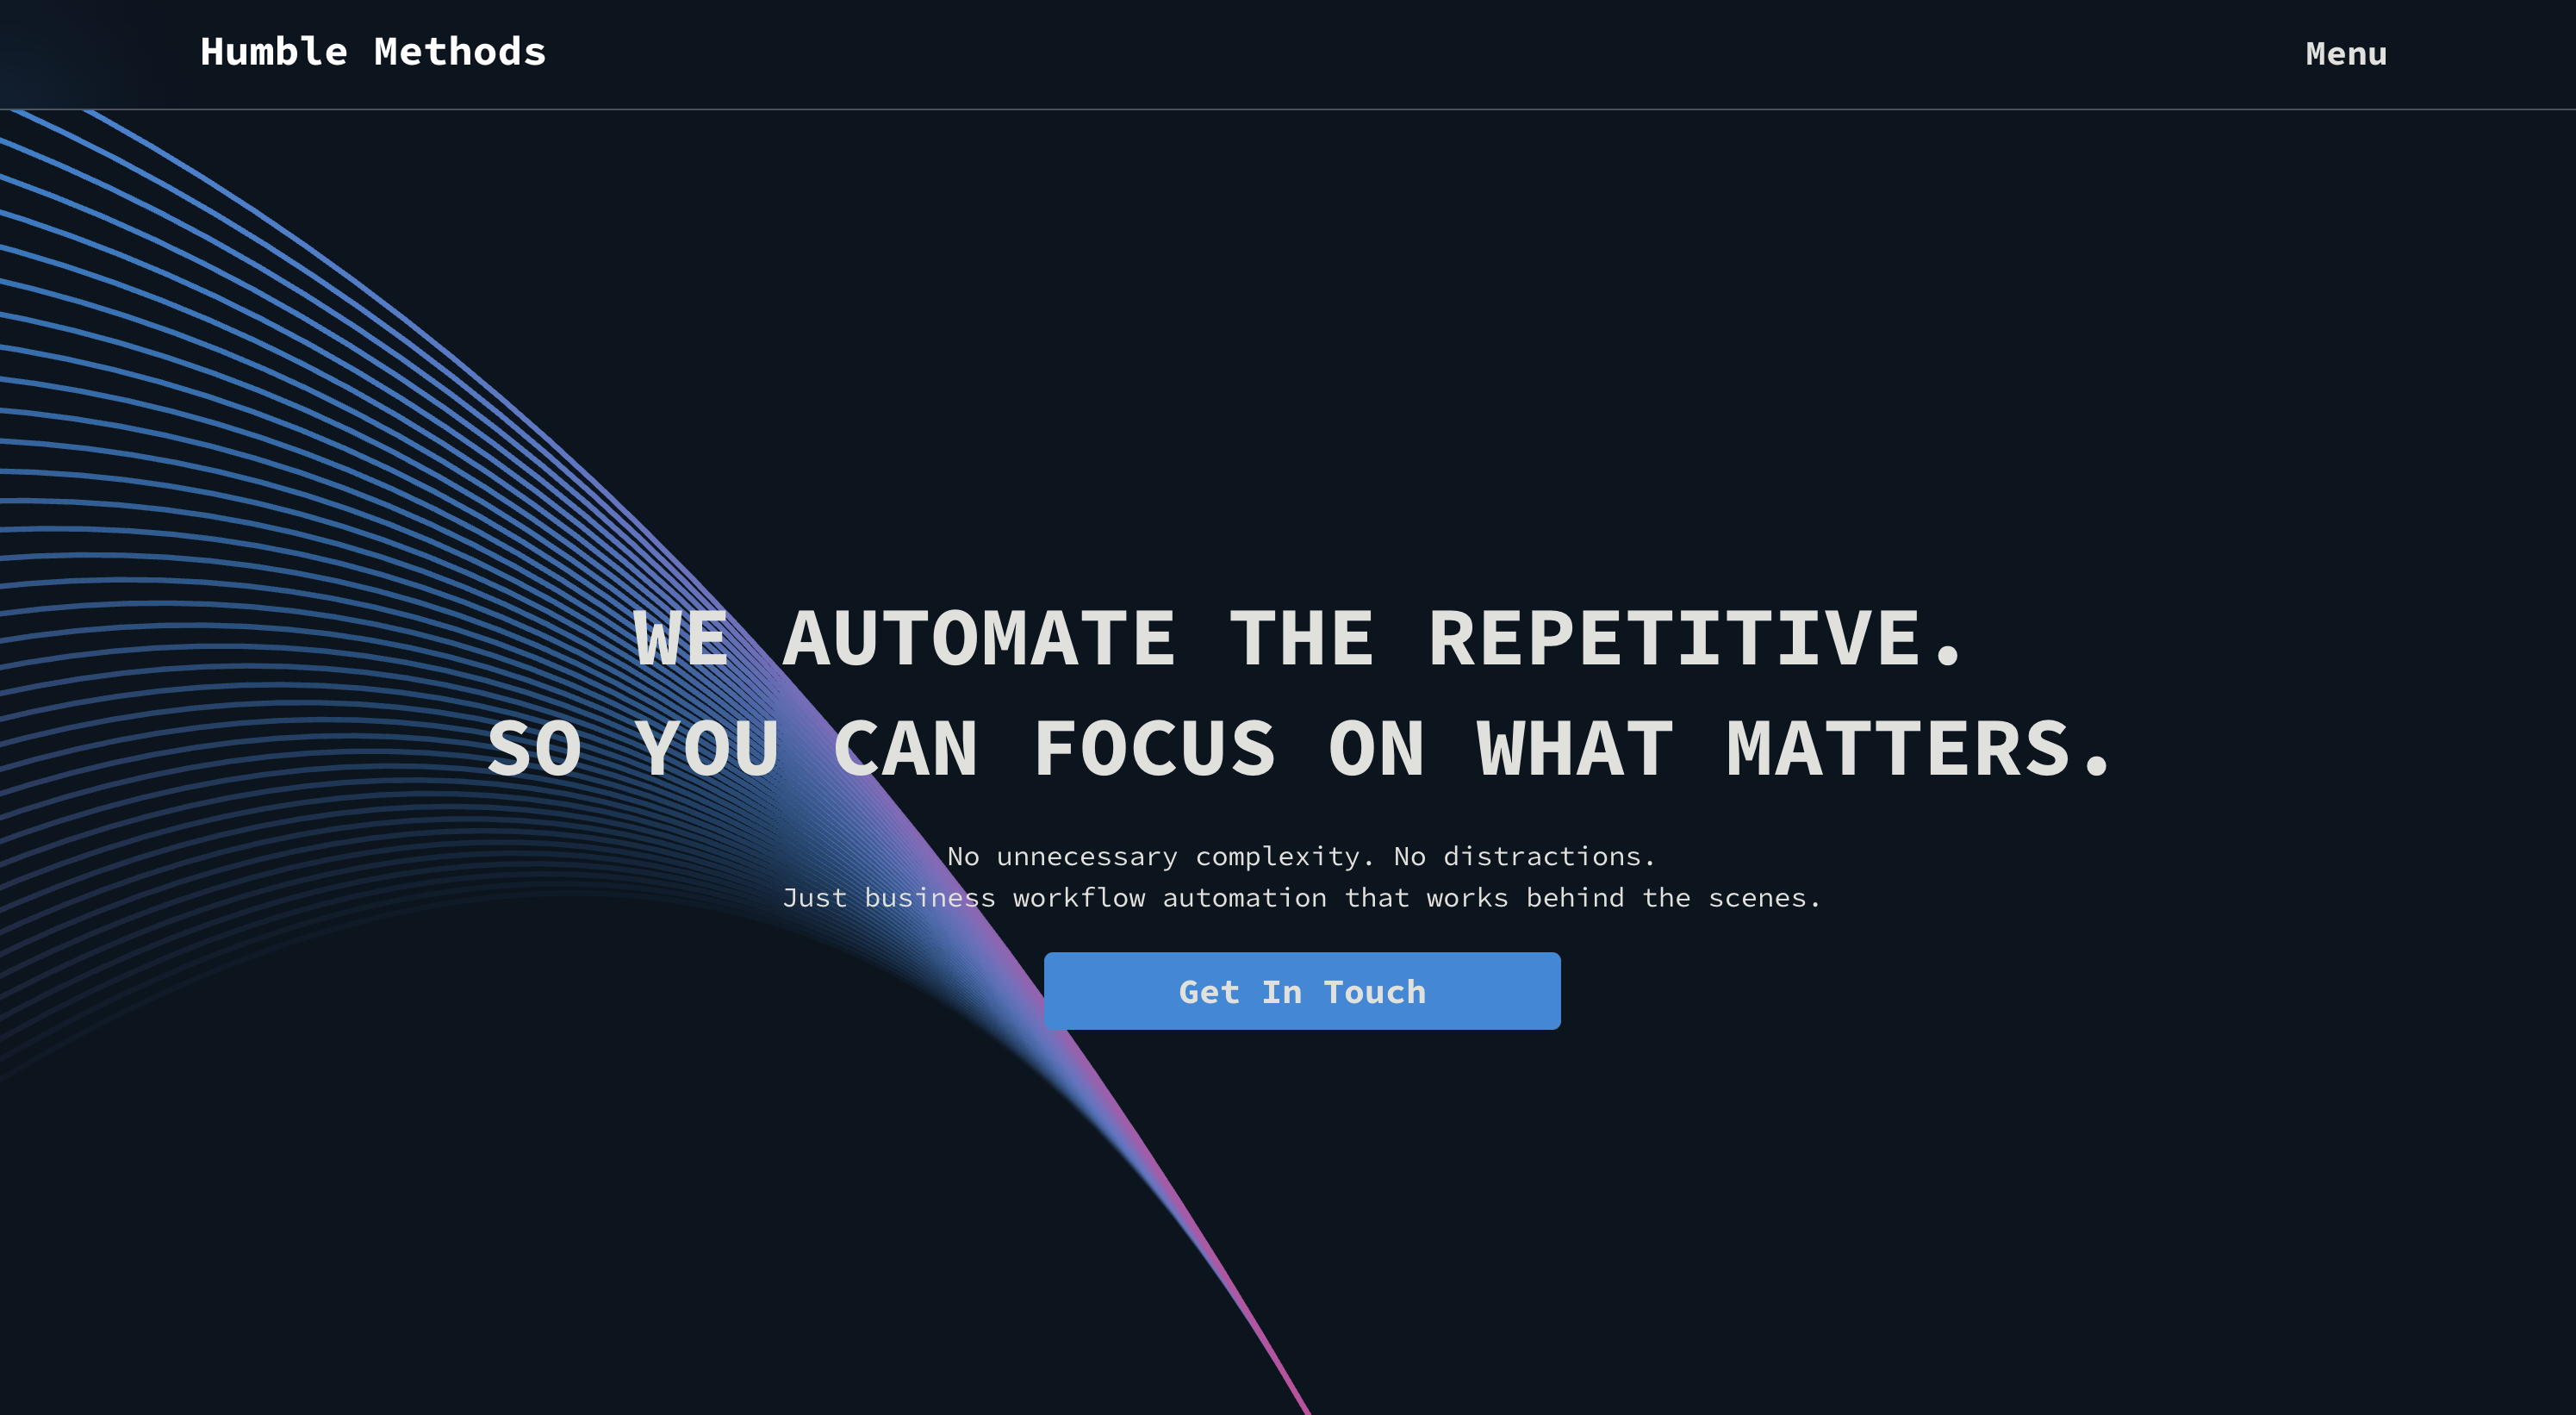 Humble Methods
Menu
WE AUTOMATE THE REPETITIVE.
SO YOU CAN FOCUS ON WHAT MATTERS.
No unnecessary complexity. No distractions.
Just business workflow automation that works behind the scenes.
Get In Touch